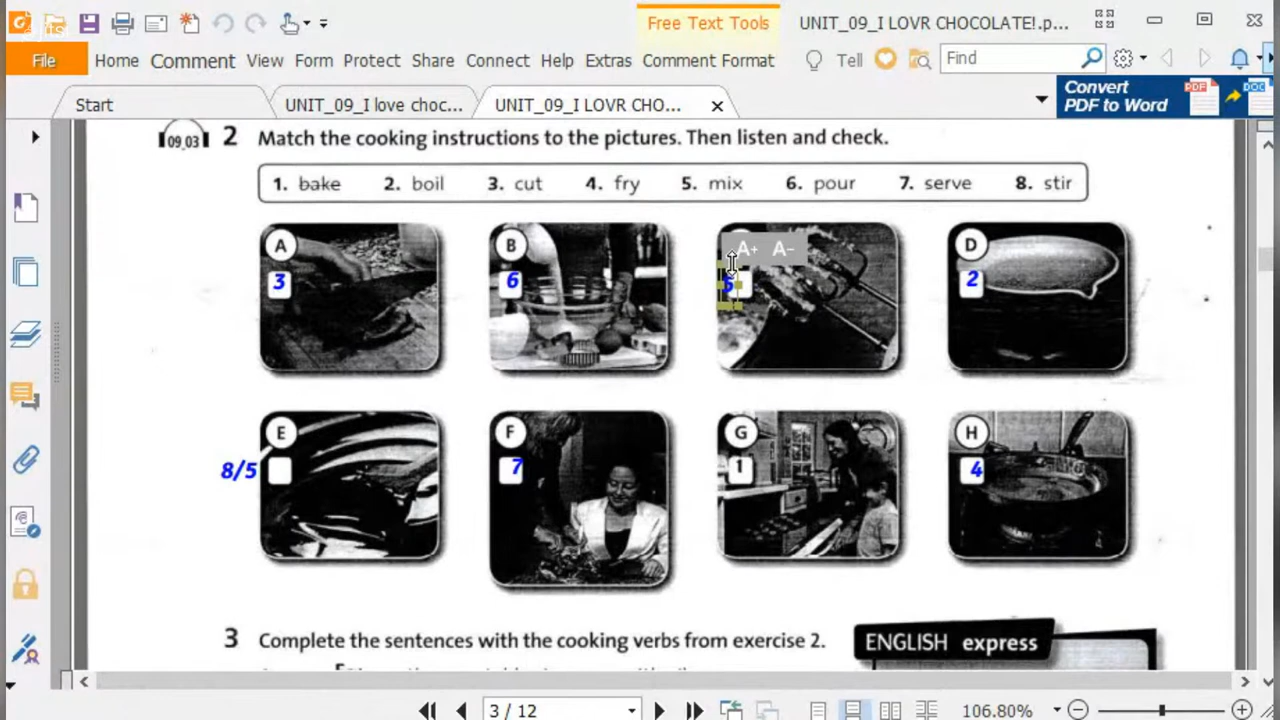 Free Text Tools
UNIT_09_I LOVR CHOCOLATE!.p...
File Home Comment View Form Protect Share Connect Help Extras Comment Format Tell Find
Convert PDF to Word
PDF DOC
Start UNIT_09_I love choc... UNIT_09_I LOVR CHO...
09_03 2 Match the cooking instructions to the pictures. Then listen and check.
1. bake 2. boil 3. cut 4. fry 5. mix 6. pour 7. serve 8. stir
A B D
A+ A-
3 6 5 2
E F G H
8/5 7 1 4
3 Complete the sentences with the cooking verbs from exercise 2.
ENGLISH express
3 / 12
106.80%